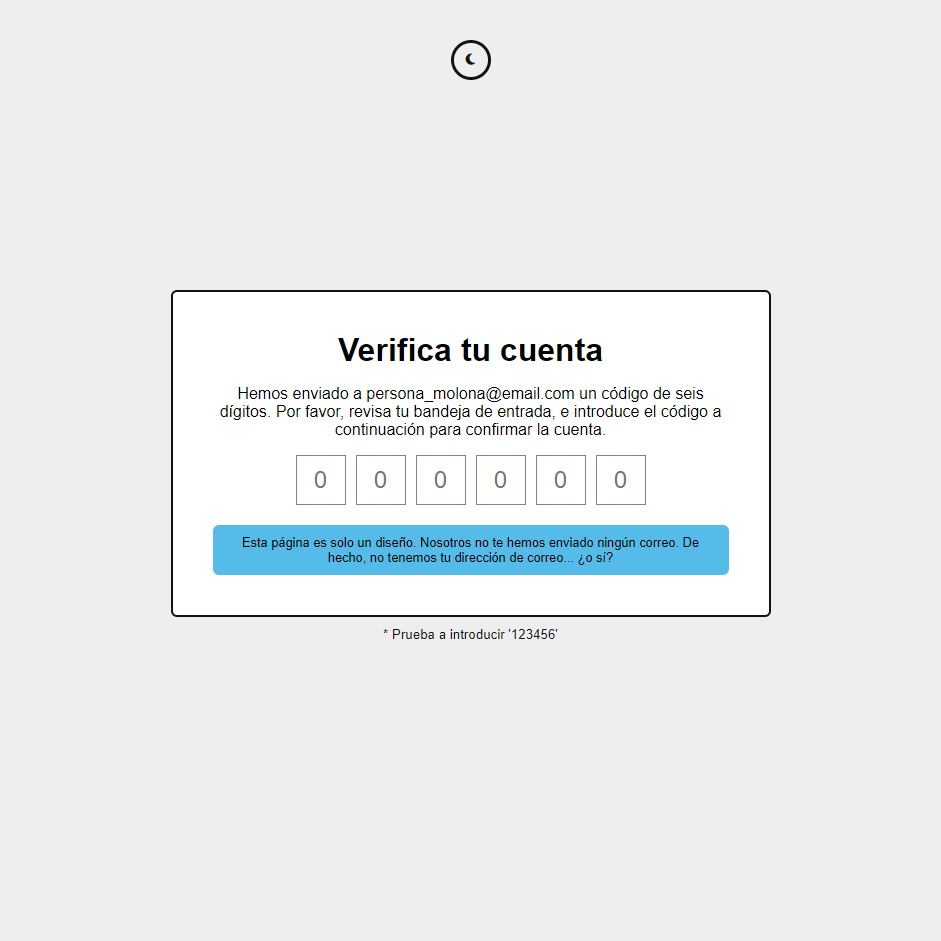 Verifica tu cuenta
Hemos enviado a persona_molona@email.com un código de seis
dígitos. Por favor, revisa tu bandeja de entrada, e introduce el código a
continuación para confirmar la cuenta.
0 0 0 0 0 0
Esta página es solo un diseño. Nosotros no te hemos enviado ningún correo. De
hecho, no tenemos tu dirección de correo... ¿o sí?
* Prueba a introducir '123456'